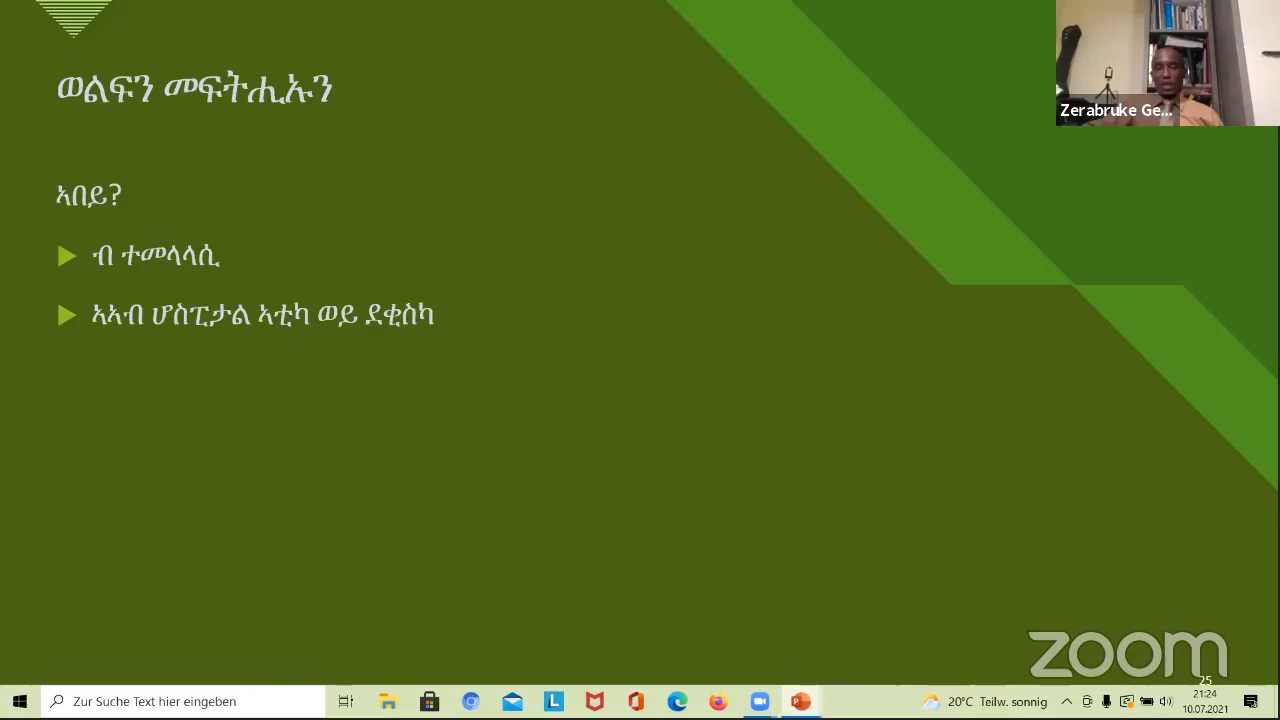 ወልፍን መፍትሒኡን
Zerabruke Ge...
ኣበይ?
ብ ተመላላሲ
ኣኣብ ሆስፒታል ኣቲካ ወይ ደቂስካ
zoom
25
Zur Suche Text hier eingeben
20°C Teilw. sonnig
21:24
10.07.2021